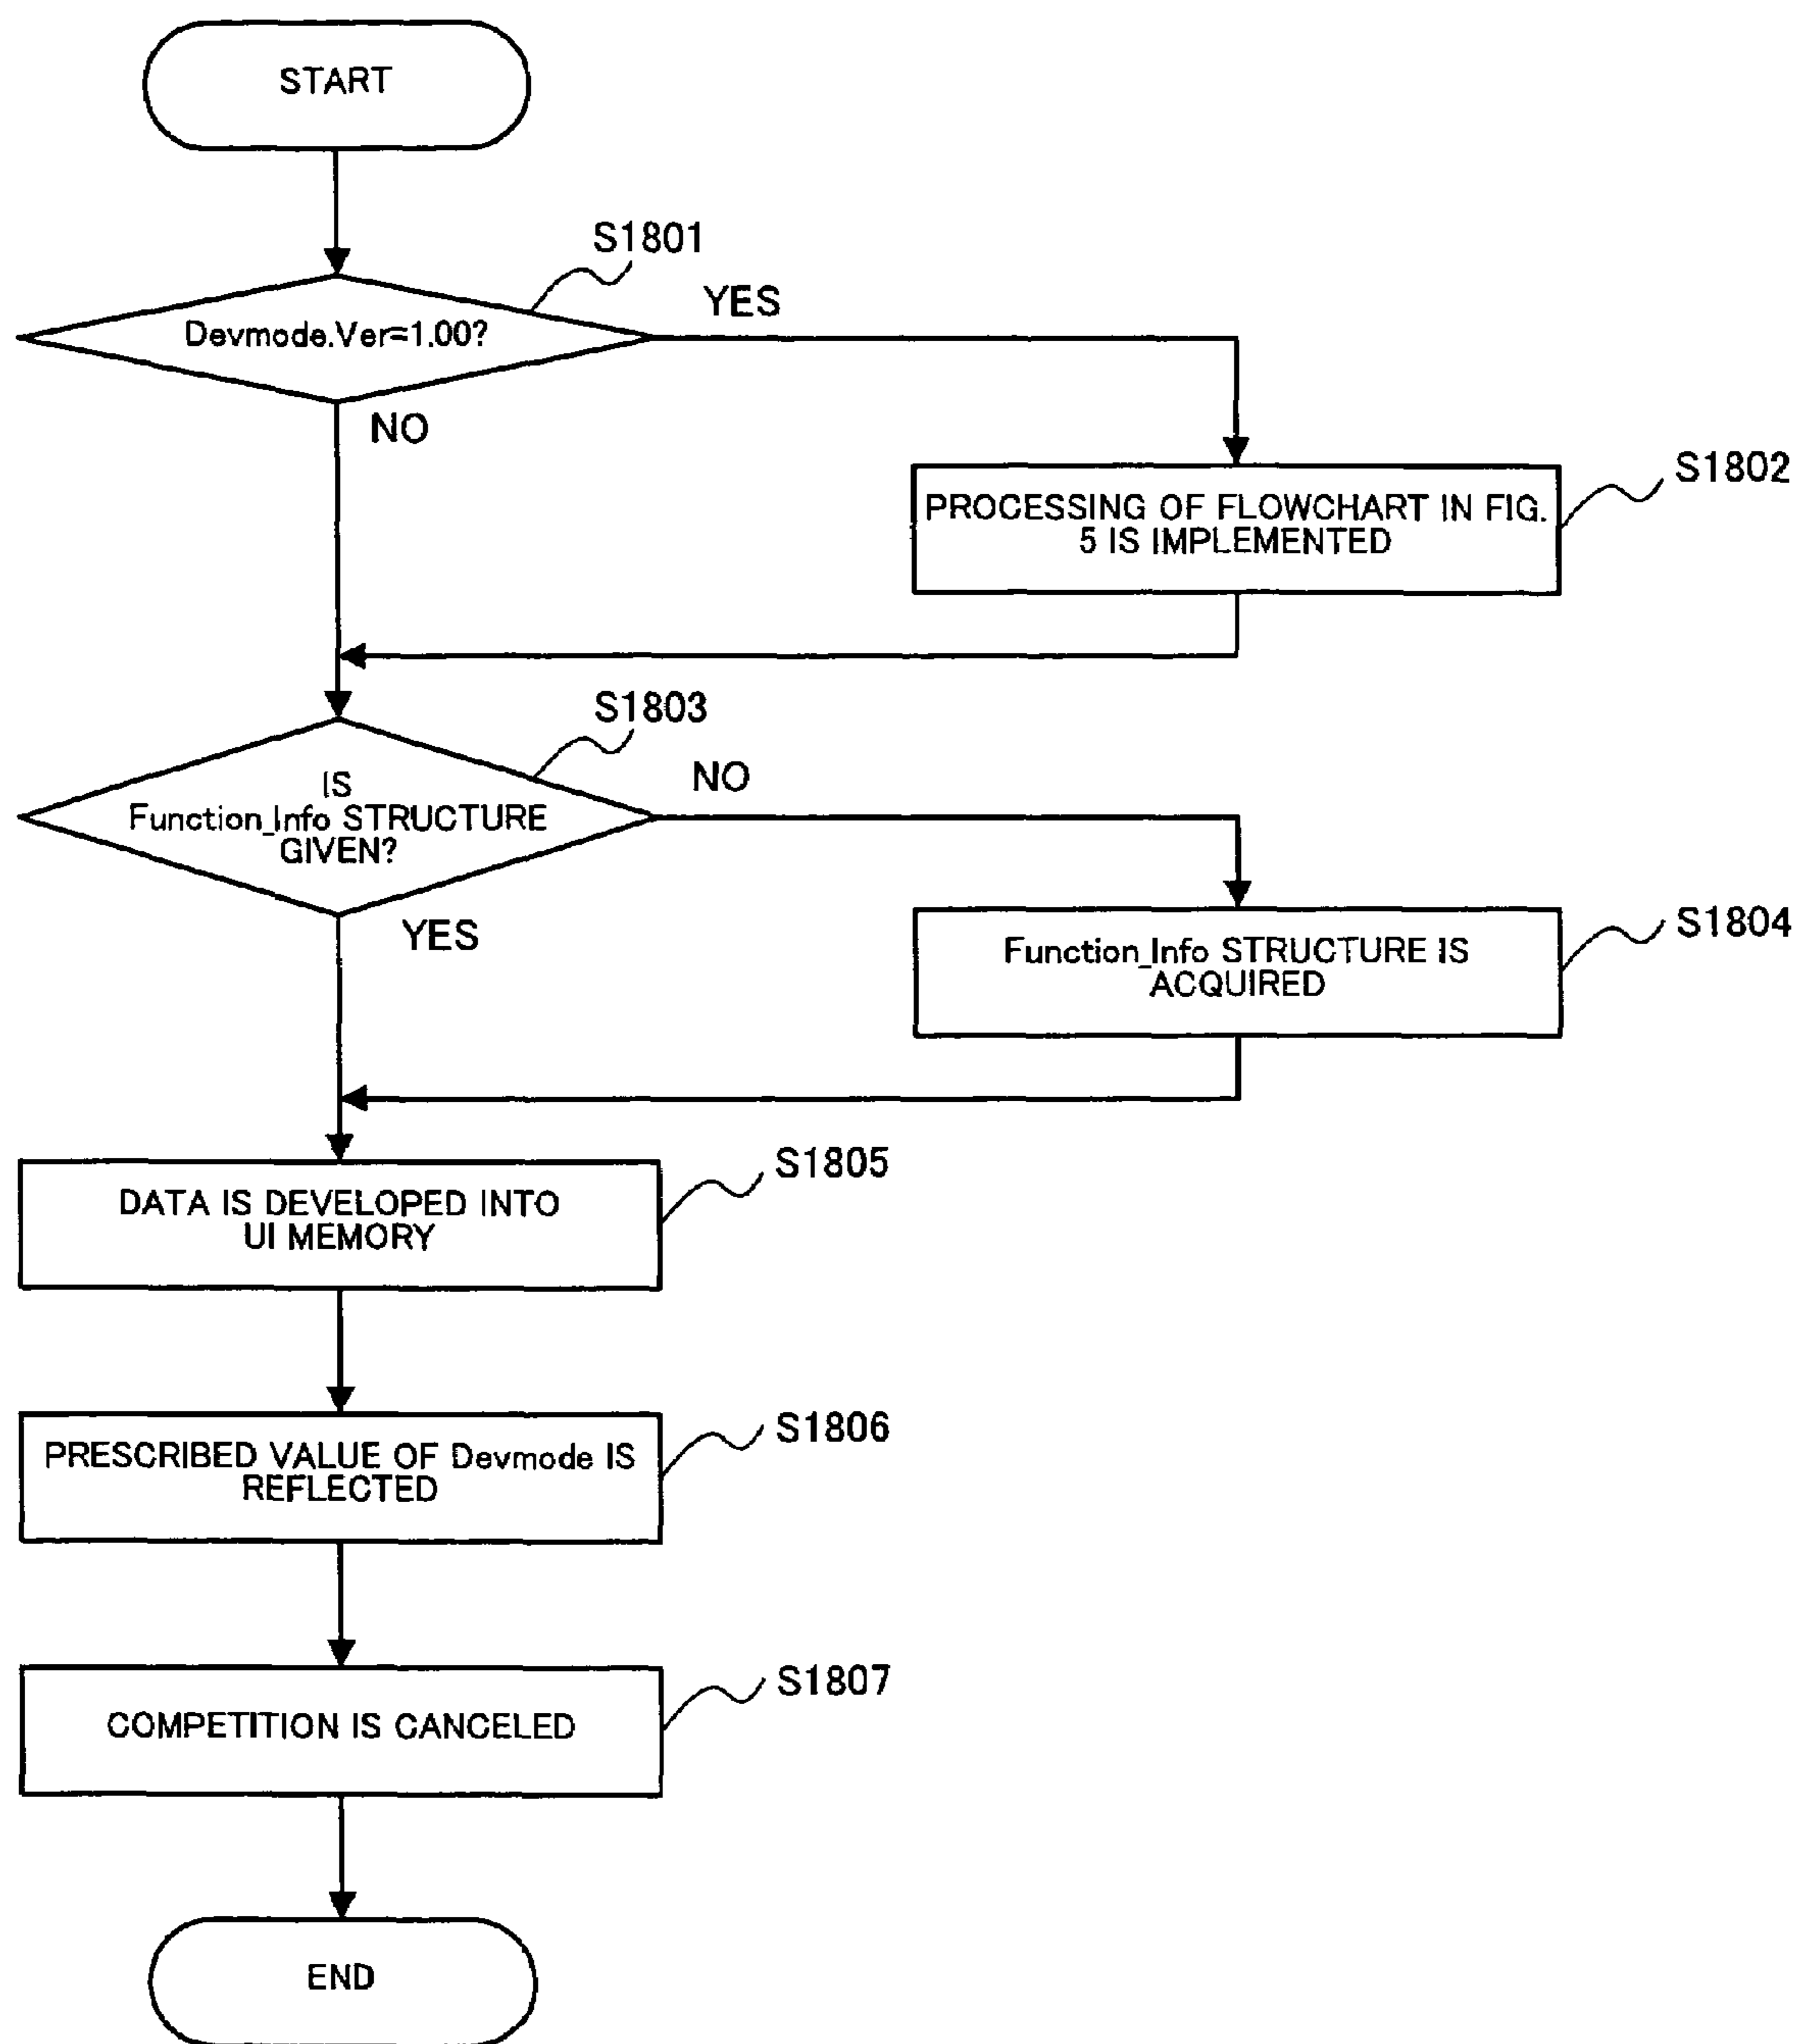 START
S1801
Devmode.Ver=1.00?
YES
NO
S1802
PROCESSING OF FLOWCHART IN FIG.
5 IS IMPLEMENTED
S1803
IS
Function_Info STRUCTURE
GIVEN?
NO
YES
S1804
Function_Info STRUCTURE IS
ACQUIRED
S1805
DATA IS DEVELOPED INTO
UI MEMORY
S1806
PRESCRIBED VALUE OF Devmode IS
REFLECTED
S1807
COMPETITION IS CANCELED
END